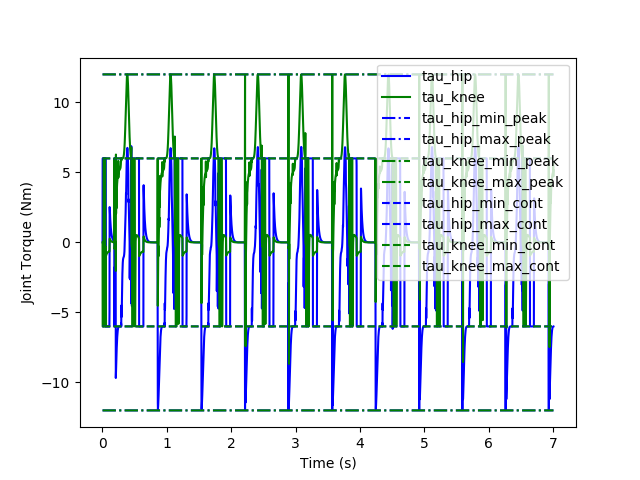 tau_hip
tau_knee
tau_hip_min_peak
tau_hip_max_peak
tau_knee_min_peak
tau_knee_max_peak
tau_hip_min_cont
tau_hip_max_cont
tau_knee_min_cont
tau_knee_max_cont
10
5
0
−5
−10
Joint Torque (Nm)
0 1 2 3 4 5 6 7
Time (s)